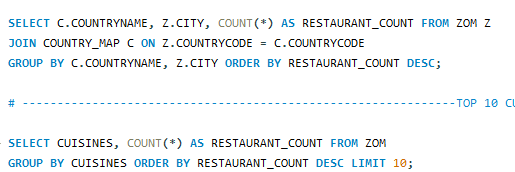 SELECT C.COUNTRYNAME, Z.CITY, COUNT(*) AS RESTAURANT_COUNT FROM ZOM Z
JOIN COUNTRY_MAP C ON Z.COUNTRYCODE = C.COUNTRYCODE
GROUP BY C.COUNTRYNAME, Z.CITY ORDER BY RESTAURANT_COUNT DESC;
# ----------------------------------------------------------TOP 10 CU
SELECT CUISINES, COUNT(*) AS RESTAURANT_COUNT FROM ZOM
GROUP BY CUISINES ORDER BY RESTAURANT_COUNT DESC LIMIT 10;